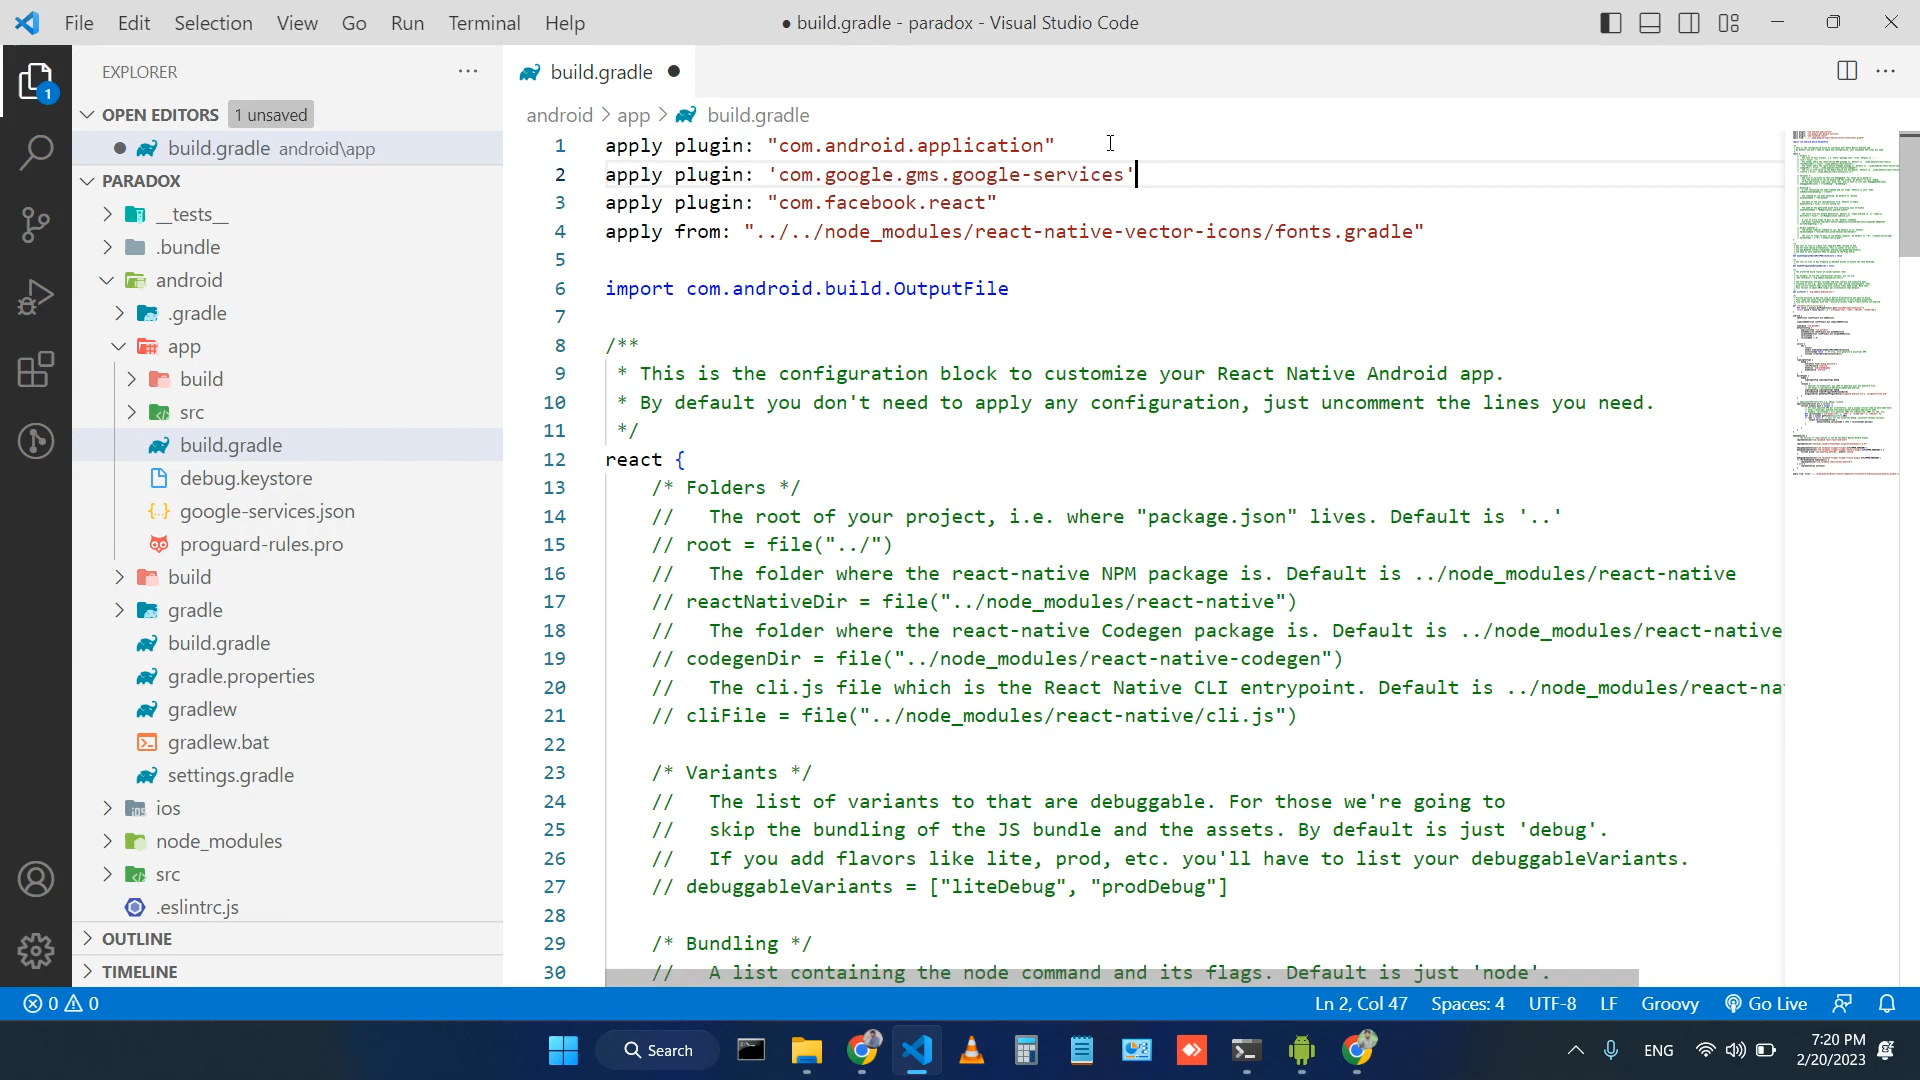 File Edit Selection View Go Run Terminal Help
● build.gradle - paradox - Visual Studio Code
EXPLORER
1
OPEN EDITORS 1 unsaved
build.gradle android\app
PARADOX
__tests__
.bundle
android
.gradle
app
build
src
build.gradle
debug.keystore
google-services.json
proguard-rules.pro
build
gradle
build.gradle
gradle.properties
gradlew
gradlew.bat
settings.gradle
ios
node_modules
src
.eslintrc.js
OUTLINE
TIMELINE
build.gradle
android > app > build.gradle
1 apply plugin: "com.android.application"
2 apply plugin: 'com.google.gms.google-services'
3 apply plugin: "com.facebook.react"
4 apply from: "../../node_modules/react-native-vector-icons/fonts.gradle"
5
6 import com.android.build.OutputFile
7
8 /**
9  * This is the configuration block to customize your React Native Android app.
10  * By default you don't need to apply any configuration, just uncomment the lines you need.
11  */
12 react {
13     /* Folders */
14     //   The root of your project, i.e. where "package.json" lives. Default is '..'
15     // root = file("../")
16     //   The folder where the react-native NPM package is. Default is ../node_modules/react-native
17     // reactNativeDir = file("../node_modules/react-native")
18     //   The folder where the react-native Codegen package is. Default is ../node_modules/react-native
19     // codegenDir = file("../node_modules/react-native-codegen")
20     //   The cli.js file which is the React Native CLI entrypoint. Default is ../node_modules/react-na
21     // cliFile = file("../node_modules/react-native/cli.js")
22
23     /* Variants */
24     //   The list of variants to that are debuggable. For those we're going to
25     //   skip the bundling of the JS bundle and the assets. By default is just 'debug'.
26     //   If you add flavors like lite, prod, etc. you'll have to list your debuggableVariants.
27     // debuggableVariants = ["liteDebug", "prodDebug"]
28
29     /* Bundling */
30     //   A list containing the node command and its flags. Default is just 'node'.
0 0
Ln 2, Col 47 Spaces: 4 UTF-8 LF Groovy Go Live
Search
ENG
7:20 PM
2/20/2023